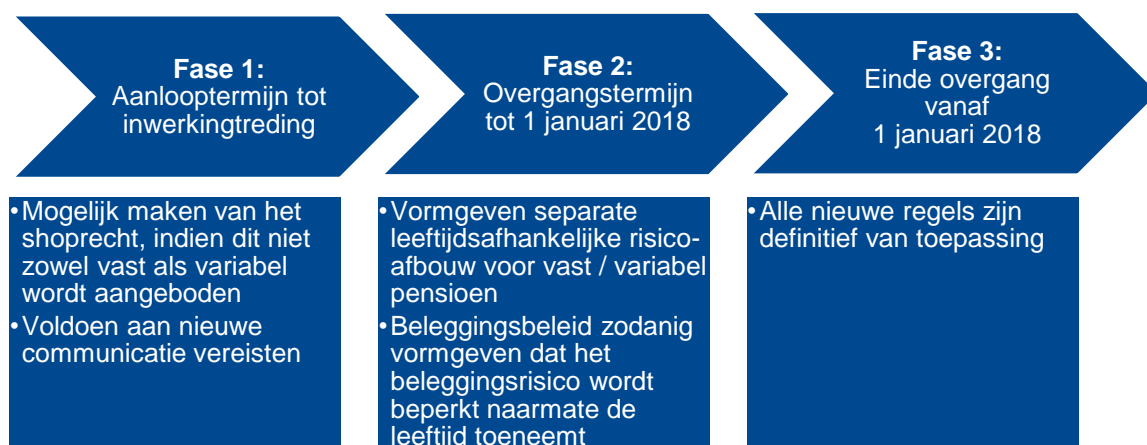 Fase 1:
Aanlooptermijn tot
inwerkingtreding
Fase 2:
Overgangstermijn
tot 1 januari 2018
Fase 3:
Einde overgang
vanaf
1 januari 2018
•Mogelijk maken van het
shoprecht, indien dit niet
zowel vast als variabel
wordt aangeboden
•Voldoen aan nieuwe
communicatie vereisten
•Vormgeven separate
leeftijdsafhankelijke risico-
afbouw voor vast / variabel
pensioen
•Beleggingsbeleid zodanig
vormgeven dat het
beleggingsrisico wordt
beperkt naarmate de
leeftijd toeneemt
•Alle nieuwe regels zijn
definitief van toepassing